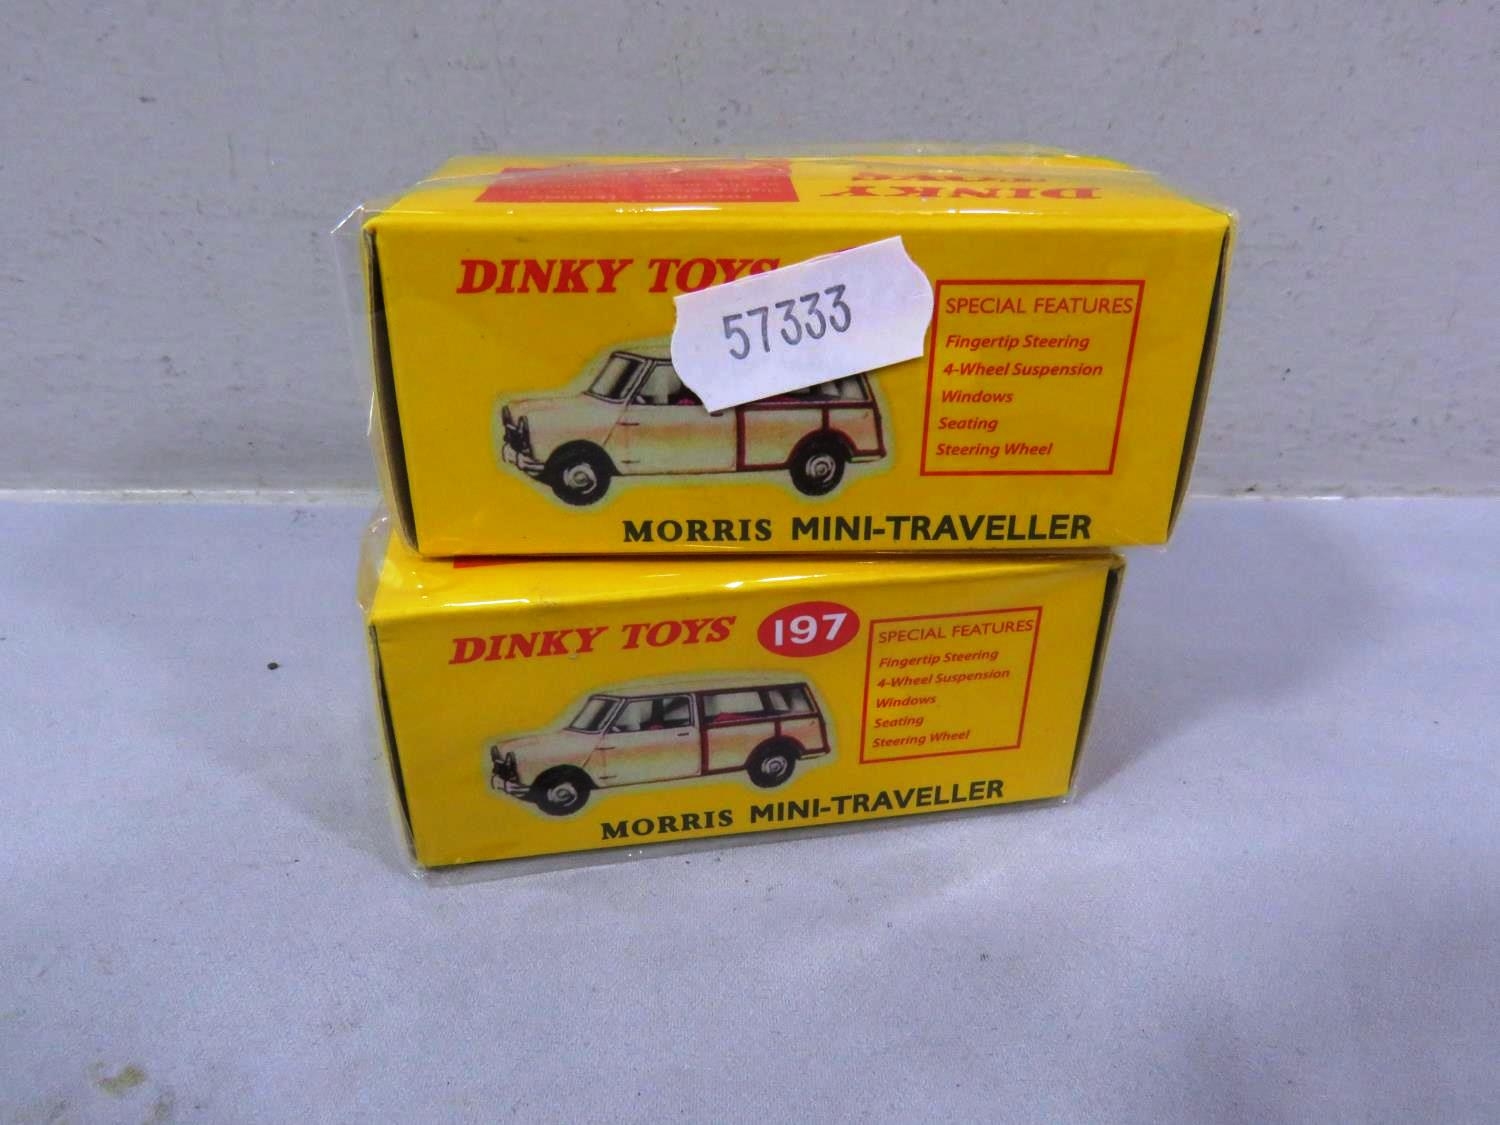 DINKY
DINKY TOYS
57333
SPECIAL FEATURES
Fingertip Steering
4-Wheel Suspension
Windows
Seating
Steering Wheel
MORRIS MINI-TRAVELLER
DINKY TOYS 197
SPECIAL FEATURES
Fingertip Steering
4-Wheel Suspension
Windows
Seating
Steering Wheel
MORRIS MINI-TRAVELLER